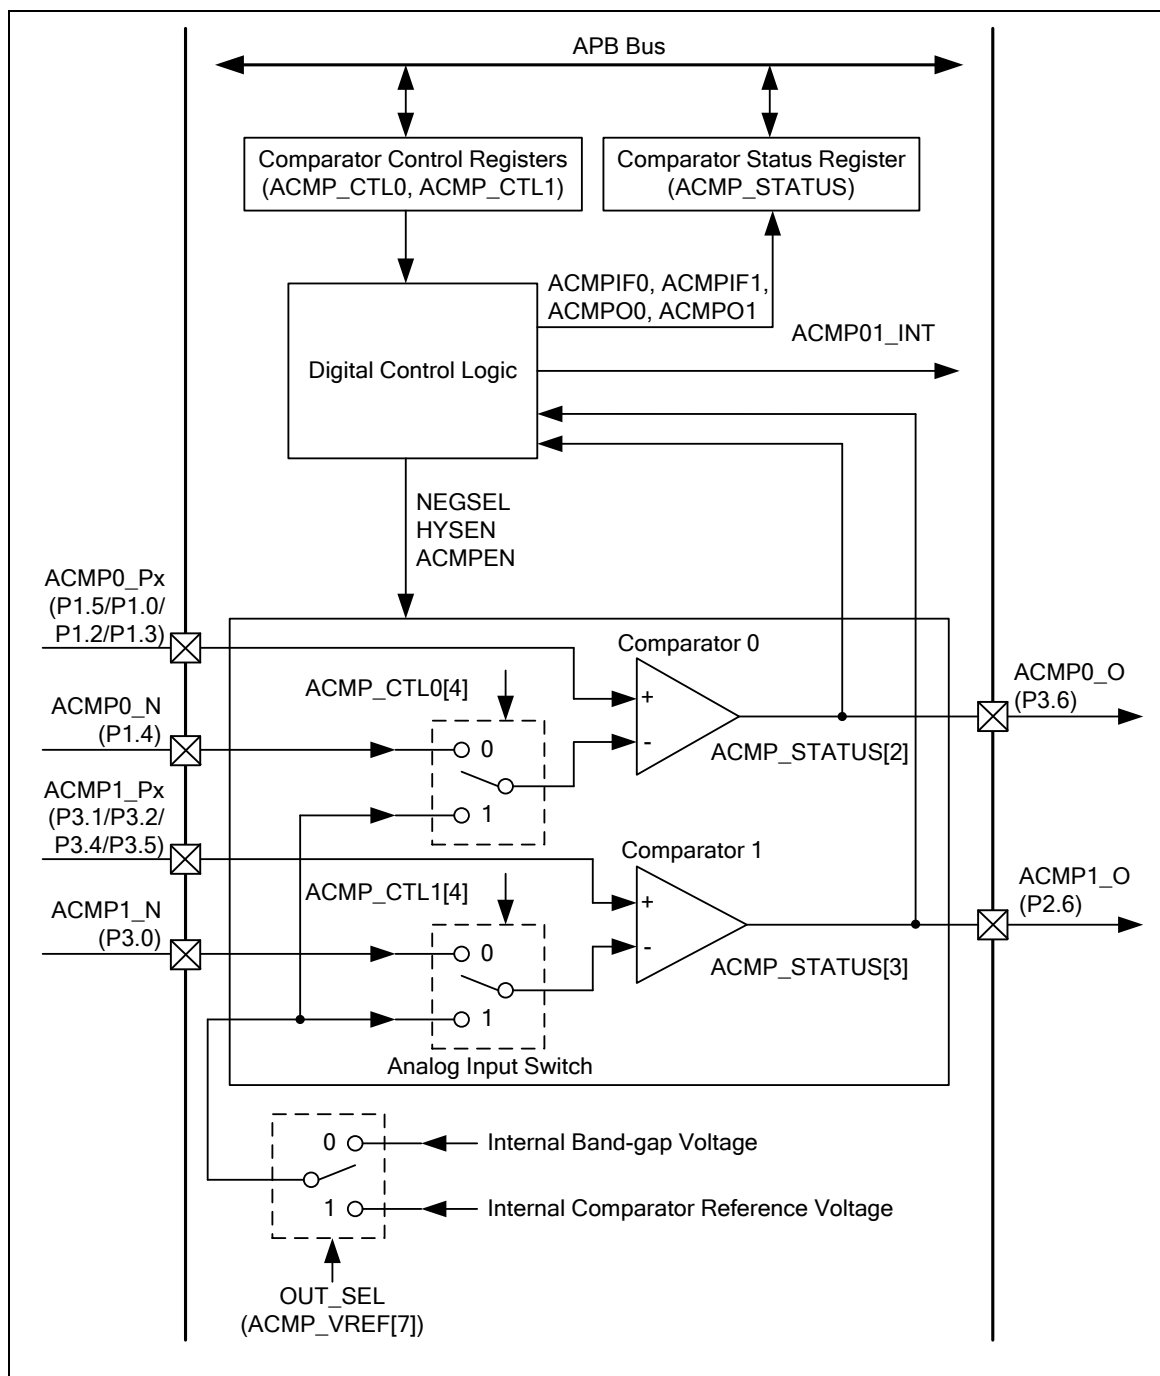 APB Bus
Comparator Control Registers
(ACMP_CTL0, ACMP_CTL1)
Comparator Status Register
(ACMP_STATUS)
ACMPIF0, ACMPIF1,
ACMPO0, ACMPO1
ACMP01_INT
Digital Control Logic
NEGSEL
HYSEN
ACMPEN
ACMP0_Px
(P1.5/P1.0/
P1.2/P1.3)
Comparator 0
ACMP_CTL0[4]
+
-
0
1
ACMP_STATUS[2]
ACMP0_O
(P3.6)
ACMP0_N
(P1.4)
ACMP1_Px
(P3.1/P3.2/
P3.4/P3.5)
Comparator 1
ACMP_CTL1[4]
+
-
0
1
ACMP_STATUS[3]
ACMP1_O
(P2.6)
ACMP1_N
(P3.0)
Analog Input Switch
0
Internal Band-gap Voltage
1
Internal Comparator Reference Voltage
OUT_SEL
(ACMP_VREF[7])